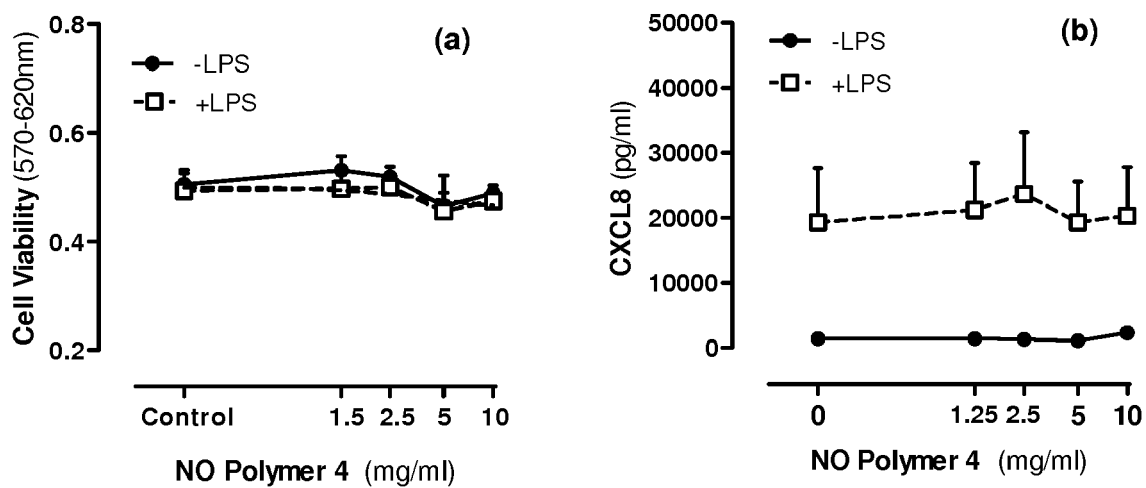 (a)
-LPS
+LPS
Cell Viability (570-620nm)
0.8
0.6
0.4
0.2
Control 1.5 2.5 5 10
NO Polymer 4 (mg/ml)
(b)
-LPS
+LPS
CXCL8 (pg/ml)
50000
40000
30000
20000
10000
0
0 1.25 2.5 5 10
NO Polymer 4 (mg/ml)